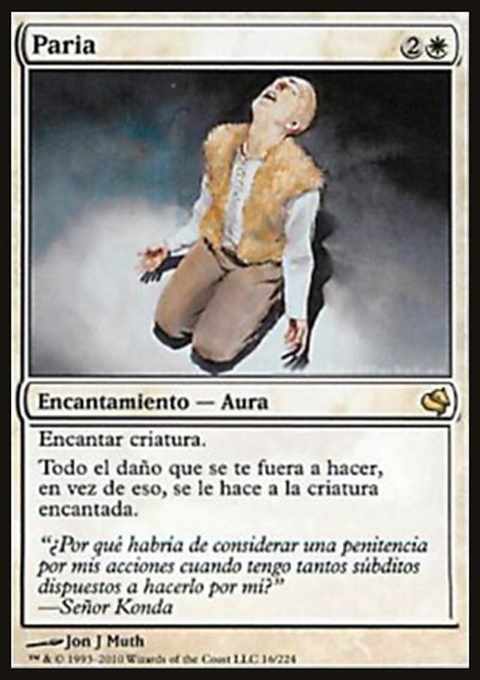 Paria 2
Encantamiento — Aura
Encantar criatura.
Todo el daño que se te fuera a hacer,
en vez de eso, se le hace a la criatura
encantada.
“¿Por qué habría de considerar una penitencia
por mis acciones cuando tengo tantos súbditos
dispuestos a hacerlo por mí?”
—Señor Konda
Jon J Muth
™ & © 1993-2010 Wizards of the Coast LLC 16/224